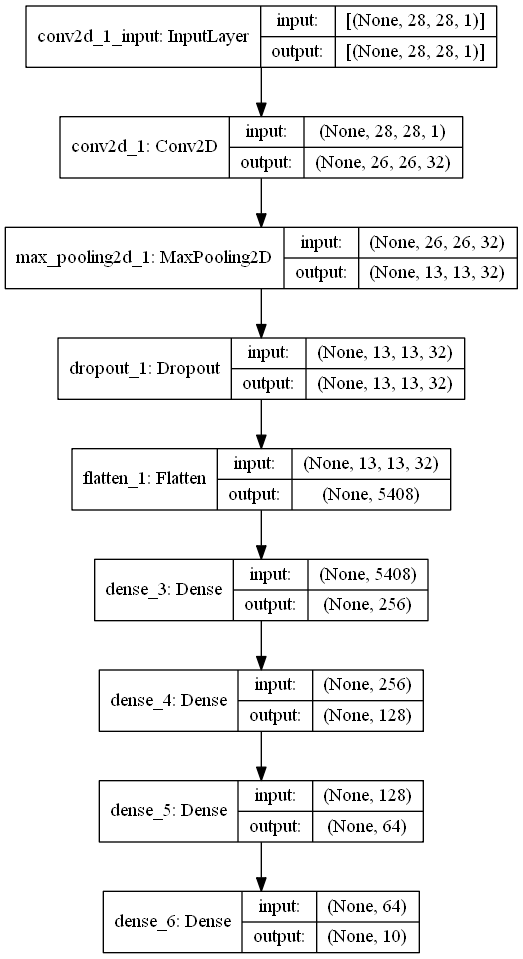 conv2d_1_input: InputLayer
input:
[(None, 28, 28, 1)]
output:
[(None, 28, 28, 1)]
conv2d_1: Conv2D
input:
(None, 28, 28, 1)
output:
(None, 26, 26, 32)
max_pooling2d_1: MaxPooling2D
input:
(None, 26, 26, 32)
output:
(None, 13, 13, 32)
dropout_1: Dropout
input:
(None, 13, 13, 32)
output:
(None, 13, 13, 32)
flatten_1: Flatten
input:
(None, 13, 13, 32)
output:
(None, 5408)
dense_3: Dense
input:
(None, 5408)
output:
(None, 256)
dense_4: Dense
input:
(None, 256)
output:
(None, 128)
dense_5: Dense
input:
(None, 128)
output:
(None, 64)
dense_6: Dense
input:
(None, 64)
output:
(None, 10)